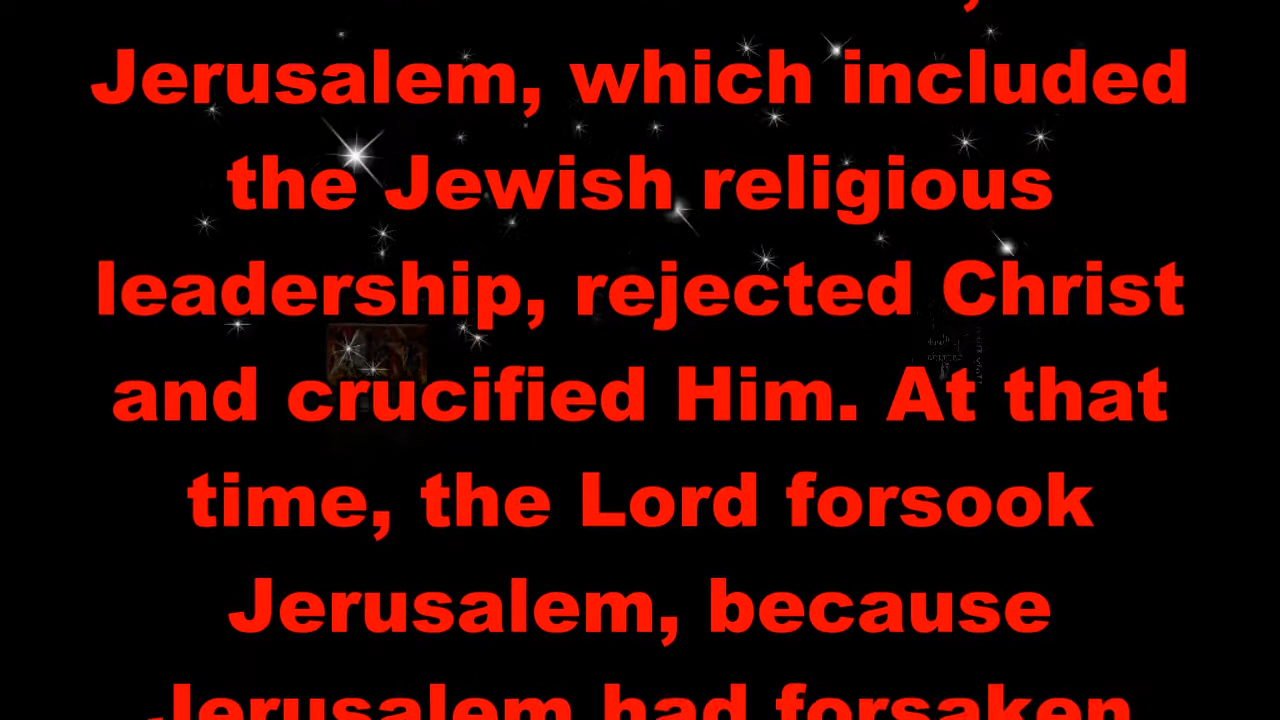 Jerusalem, which included
the Jewish religious
leadership, rejected Christ
and crucified Him. At that
time, the Lord forsook
Jerusalem, because
Jerusalem had forsaken